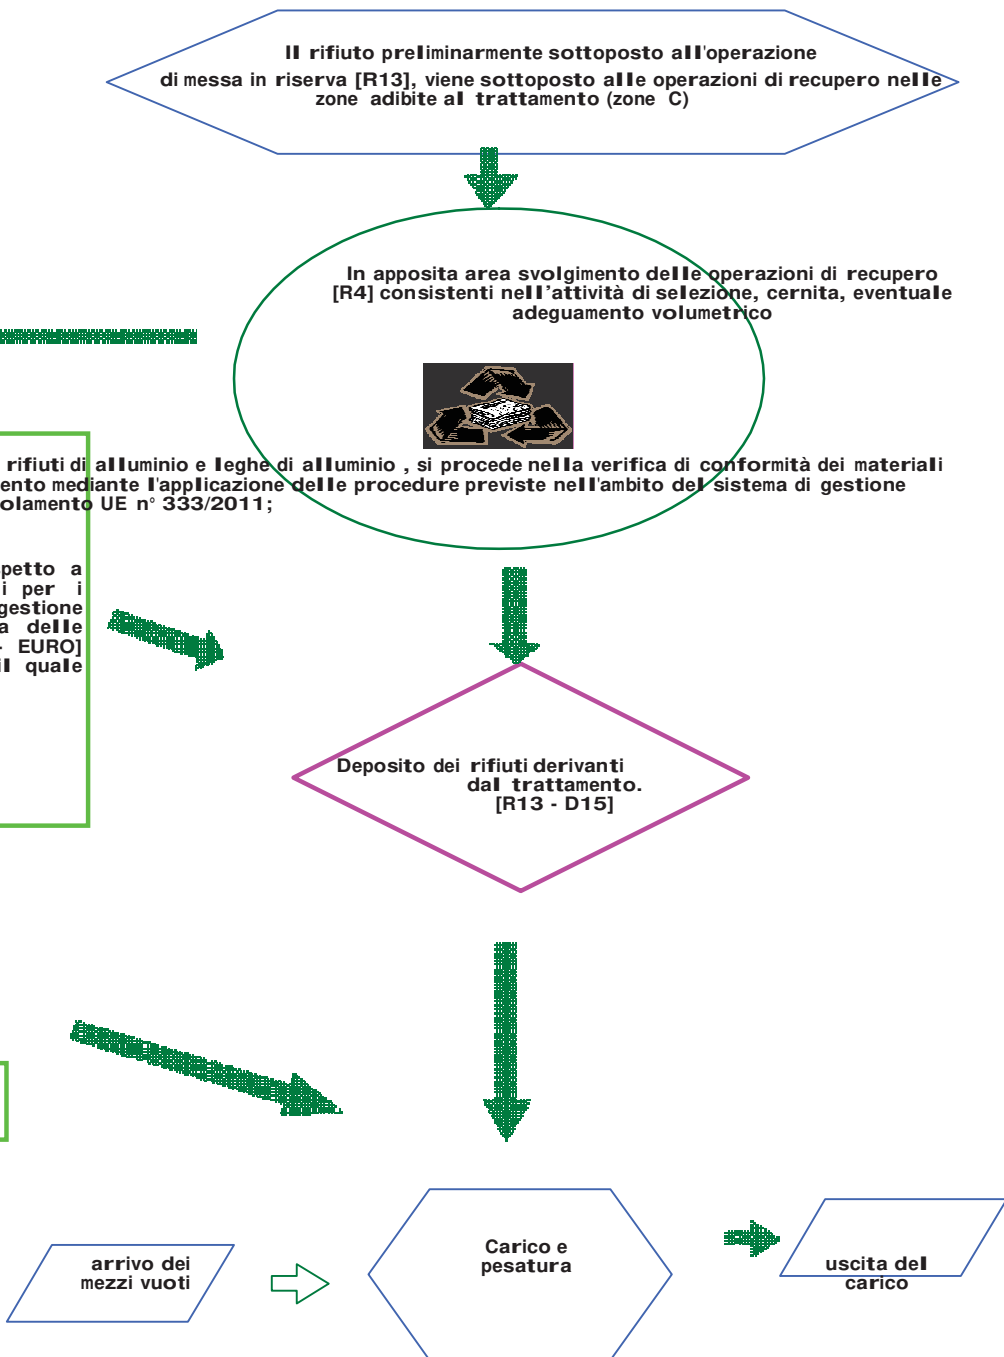 Il rifiuto preliminarmente sottoposto all'operazione
di messa in riserva [R13], viene sottoposto alle operazioni di recupero nelle
zone adibite al trattamento (zone C)
In apposita area svolgimento delle operazioni di recupero
[R4] consistenti nell'attività di selezione, cernita, eventuale
adeguamento volumetrico
rifiuti di alluminio e leghe di alluminio , si procede nella verifica di conformità dei materiali
ento mediante l'applicazione delle procedure previste nell'ambito del sistema di gestione
olamento UE n° 333/2011;
petto a
i per i
gestione
a delle
- EURO]
il quale
Deposito dei rifiuti derivanti
dal trattamento.
[R13 - D15]
arrivo dei
mezzi vuoti
Carico e
pesatura
uscita del
carico